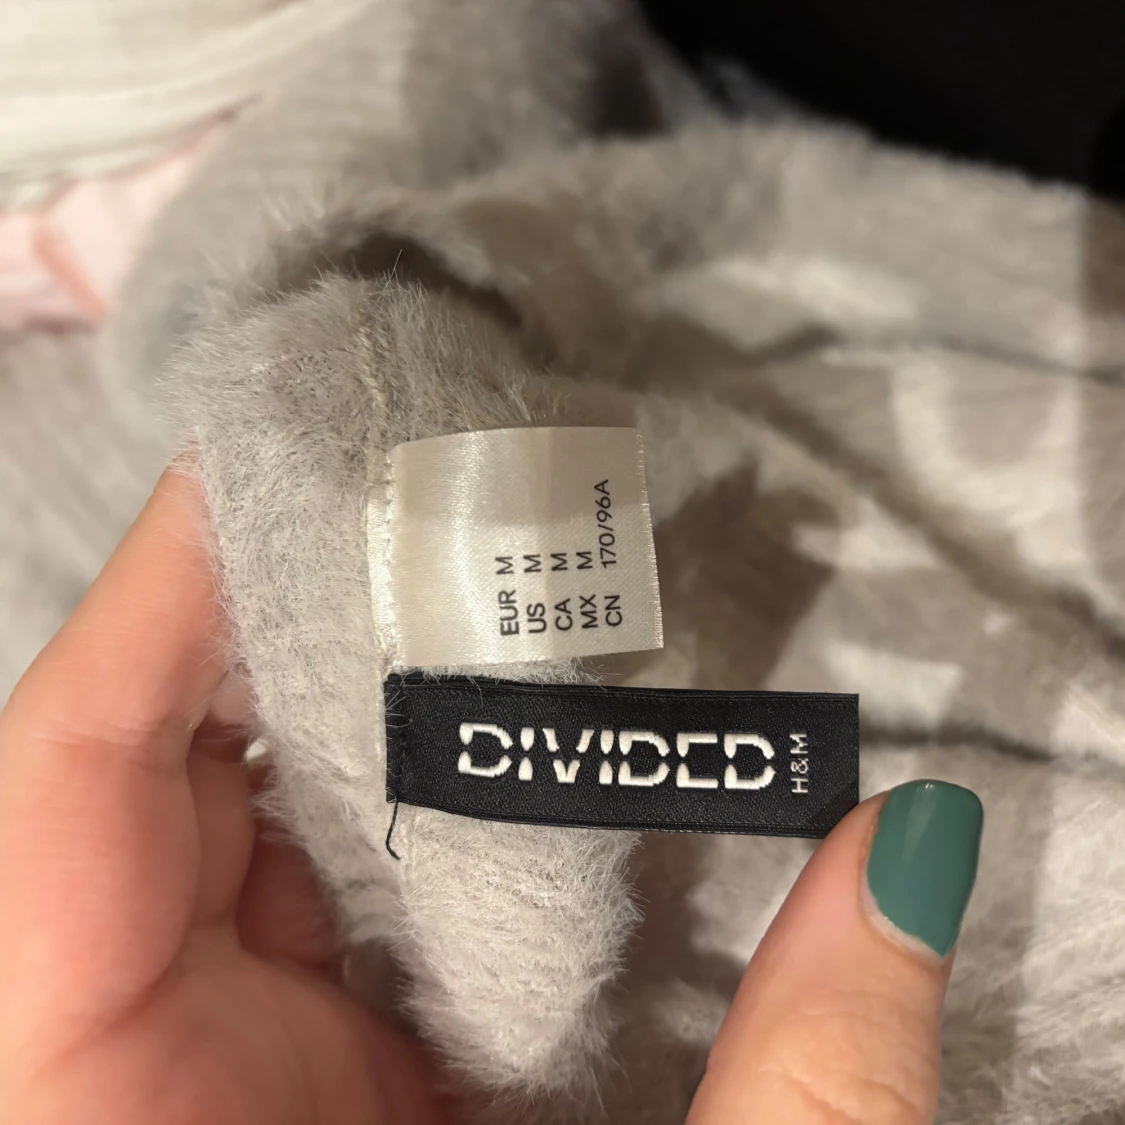 EUR M
US M
CA M
MX M
CN 170/96A
DIVIDED
H&M